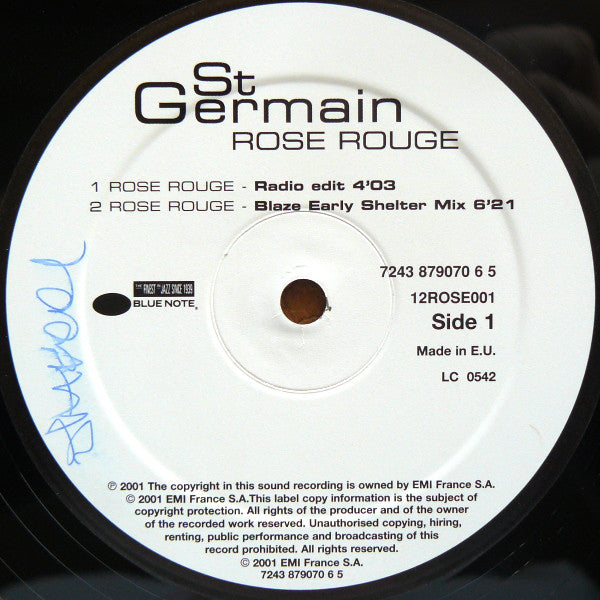 St
Germain
ROSE ROUGE
1 ROSE ROUGE - Radio edit 4'03
2 ROSE ROUGE - Blaze Early Shelter Mix 6'21
THE FINEST IN JAZZ SINCE 1939
BLUE NOTE®
7243 879070 6 5
12ROSE001
Side 1
Made in E.U.
LC 0542
℗ 2001 The copyright in this sound recording is owned by EMI France S.A.
© 2001 EMI France S.A.This label copy information is the subject of
copyright protection. All rights of the producer and of the owner
of the recorded work reserved. Unauthorised copying, hiring,
renting, public performance and broadcasting of this
record prohibited. All rights reserved.
© 2001 EMI France S.A.
7243 879070 6 5